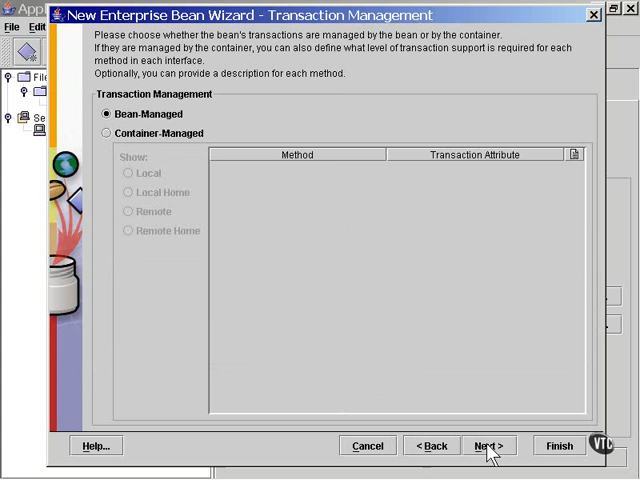 App
New Enterprise Bean Wizard - Transaction Management
File Edit
Please choose whether the bean's transactions are managed by the bean or by the container.
If they are managed by the container, you can also define what level of transaction support is required for each
method in each interface.
Optionally, you can provide a description for each method.
File
Se
Transaction Management
Bean-Managed
Container-Managed
Show:
Local
Local Home
Remote
Remote Home
Method Transaction Attribute
Help... Cancel < Back Next > Finish
VTC